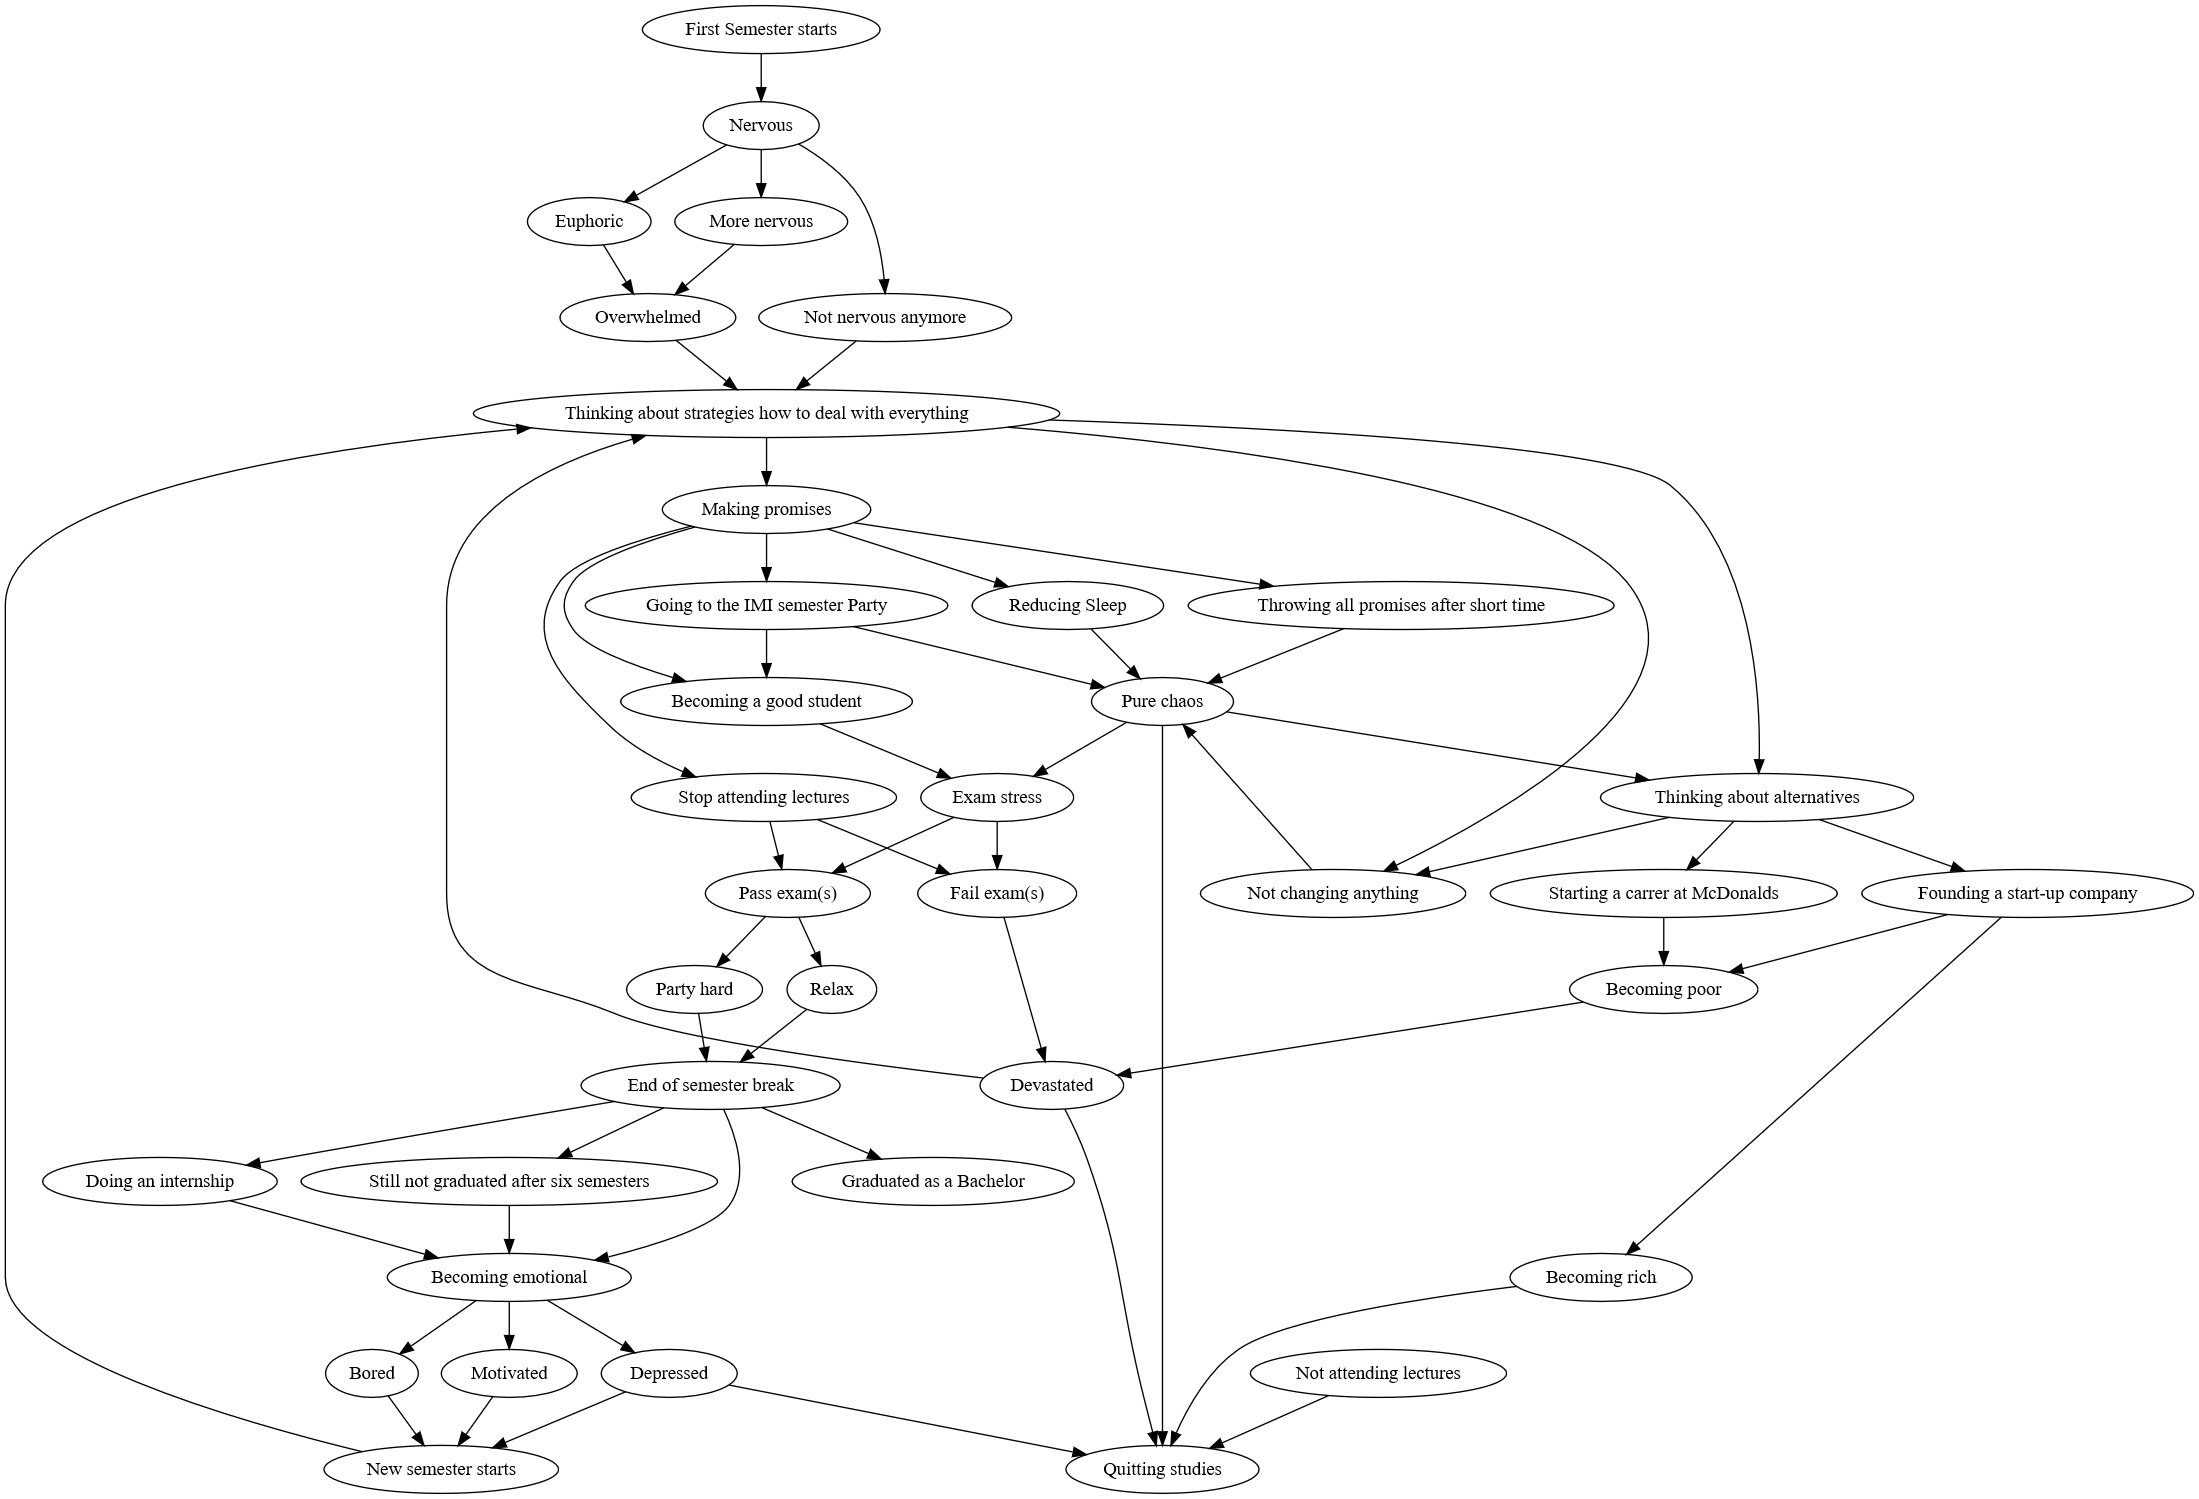 First Semester starts
Nervous
Euphoric
More nervous
Overwhelmed
Not nervous anymore
Thinking about strategies how to deal with everything
Making promises
Going to the IMI semester Party
Reducing Sleep
Throwing all promises after short time
Becoming a good student
Pure chaos
Stop attending lectures
Exam stress
Thinking about alternatives
Pass exam(s)
Fail exam(s)
Not changing anything
Starting a carrer at McDonalds
Founding a start-up company
Party hard
Relax
Becoming poor
End of semester break
Devastated
Doing an internship
Still not graduated after six semesters
Graduated as a Bachelor
Becoming emotional
Becoming rich
Bored
Motivated
Depressed
Not attending lectures
New semester starts
Quitting studies